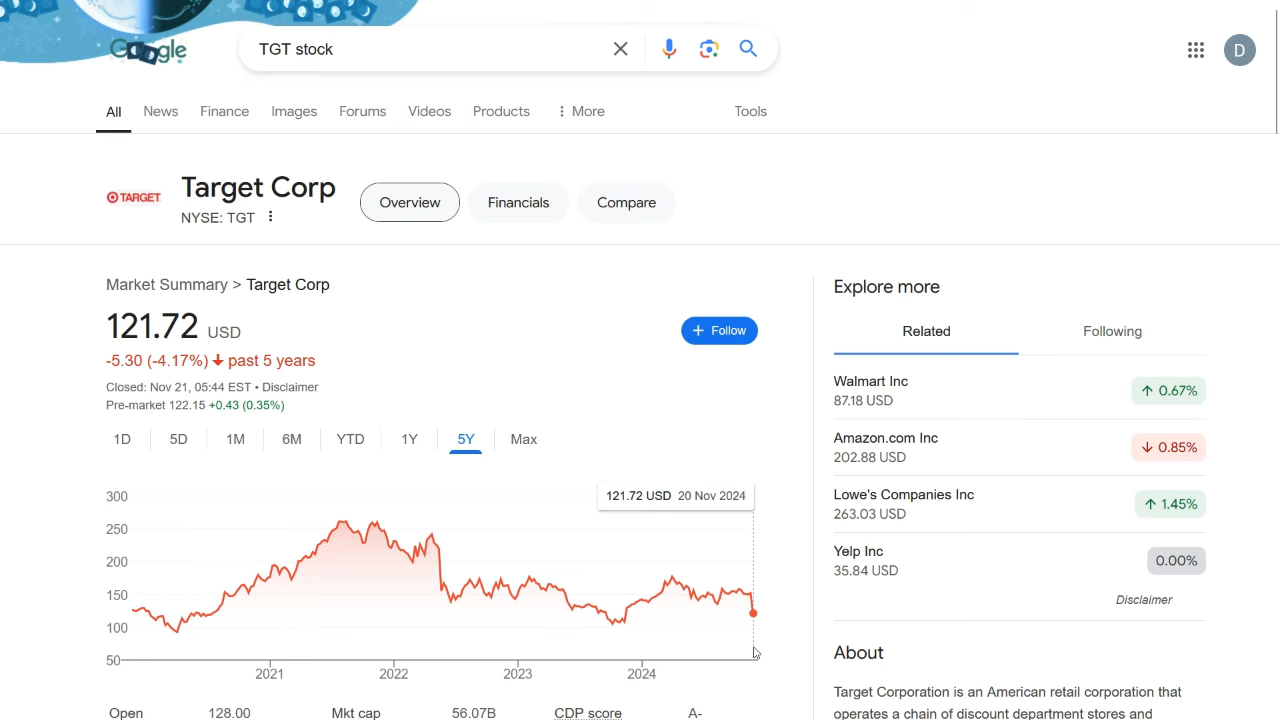 Google
TGT stock
D
All News Finance Images Forums Videos Products More Tools
TARGET
Target Corp
NYSE: TGT
Overview Financials Compare
Market Summary > Target Corp
121.72 USD
-5.30 (-4.17%) past 5 years
Closed: Nov 21, 05:44 EST • Disclaimer
Pre-market 122.15 +0.43 (0.35%)
+ Follow
1D 5D 1M 6M YTD 1Y 5Y Max
121.72 USD 20 Nov 2024
300
250
200
150
100
50
2021 2022 2023 2024
Open 128.00 Mkt cap 56.07B CDP score A-
Explore more
Related Following
Walmart Inc
87.18 USD
0.67%
Amazon.com Inc
202.88 USD
0.85%
Lowe's Companies Inc
263.03 USD
1.45%
Yelp Inc
35.84 USD
0.00%
Disclaimer
About
Target Corporation is an American retail corporation that
operates a chain of discount department stores and